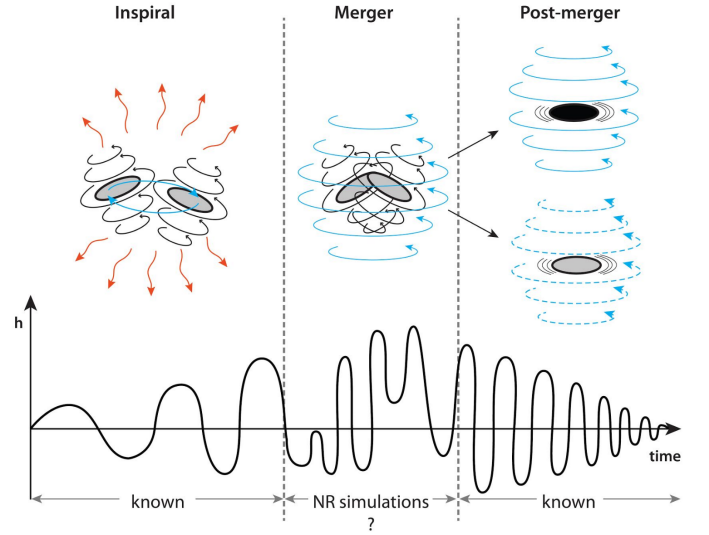 Inspiral
Merger
Post-merger
h
time
known
NR simulations
?
known